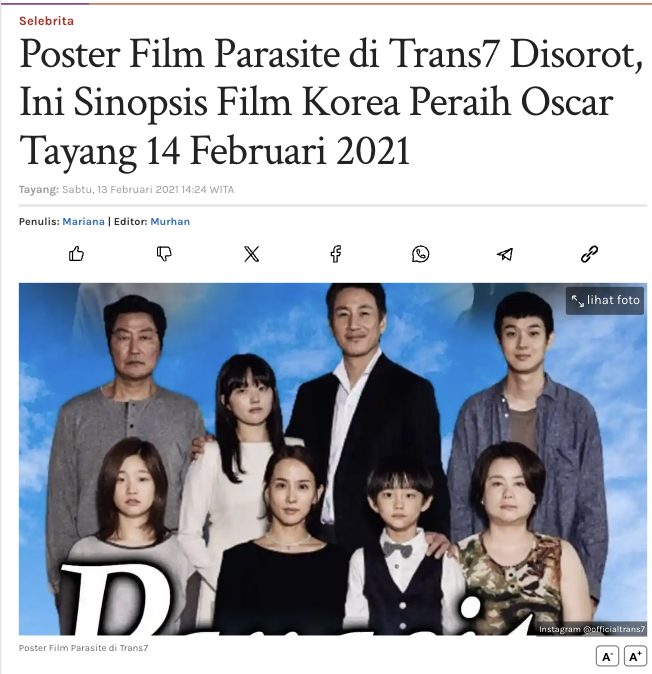 Selebrita
Poster Film Parasite di Trans7 Disorot,
Ini Sinopsis Film Korea Peraih Oscar
Tayang 14 Februari 2021
Tayang: Sabtu, 13 Februari 2021 14:24 WITA
Penulis: Mariana | Editor: Murhan
lihat foto
Parasit
Instagram @officialtrans7
Poster Film Parasite di Trans7
A- A+